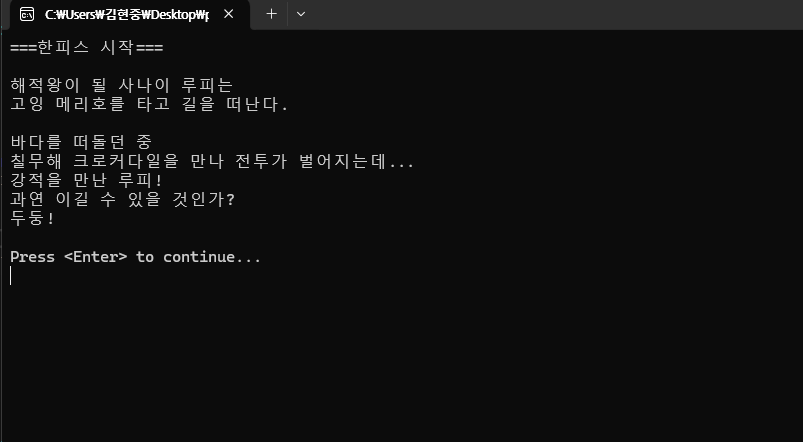 C:\Users\김현중\Desktop\p
===한피스 시작===
해적왕이 될 사나이 루피는
고잉 메리호를 타고 길을 떠난다.
바다를 떠돌던 중
칠무해 크로커다일을 만나 전투가 벌어지는데...
강적을 만난 루피!
과연 이길 수 있을 것인가?
두둥!
Press <Enter> to continue...